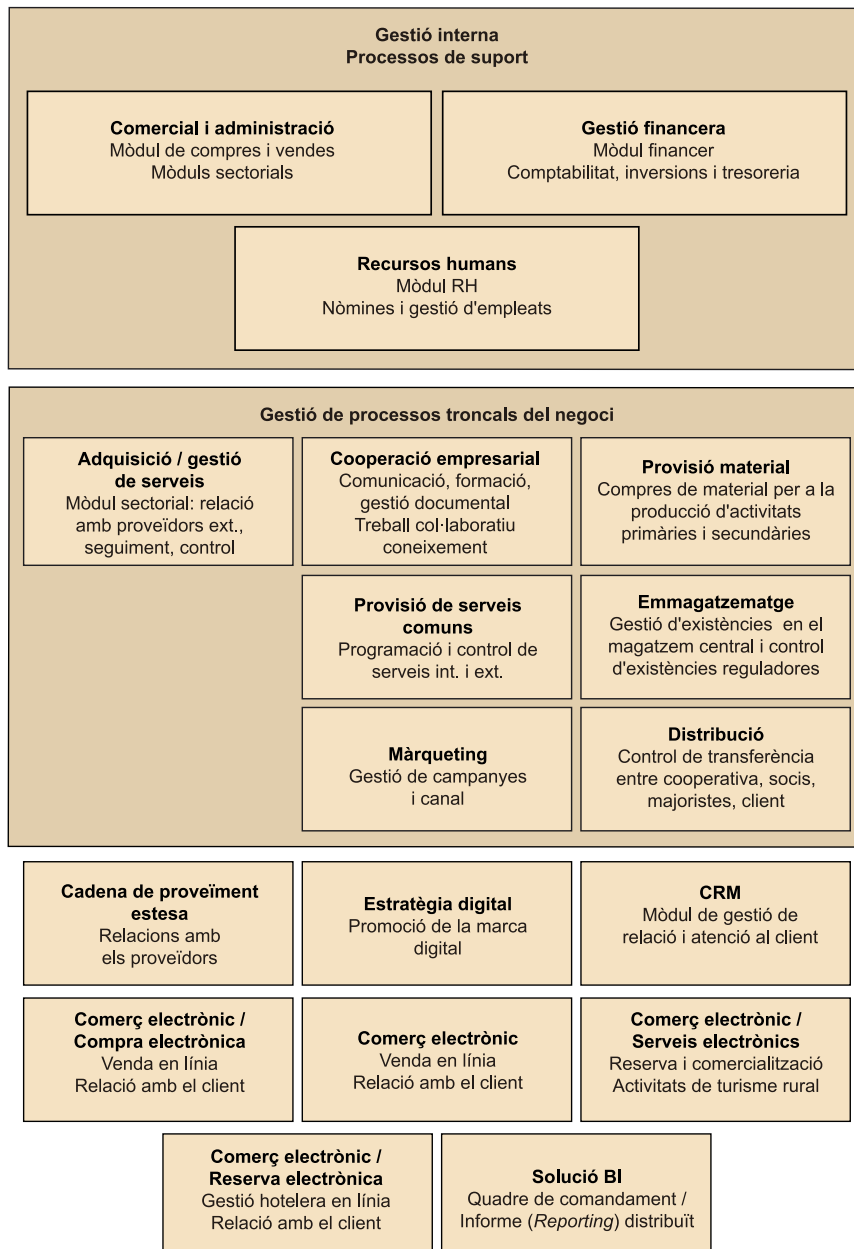 Gestió interna
Processos de suport
Comercial i administració
Mòdul de compres i vendes
Mòduls sectorials
Gestió financera
Mòdul financer
Comptabilitat, inversions i tresoreria
Recursos humans
Mòdul RH
Nòmines i gestió d'empleats
Gestió de processos troncals del negoci
Adquisició / gestió
de serveis
Mòdul sectorial: relació
amb proveïdors ext.,
seguiment, control
Cooperació empresarial
Comunicació, formació,
gestió documental
Treball col·laboratiu
coneixement
Provisió material
Compres de material per a la
producció d'activitats
primàries i secundàries
Provisió de serveis
comuns
Programació i control de
serveis int. i ext.
Emmagatzematge
Gestió d'existències en el
magatzem central i control
d'existències reguladores
Màrqueting
Gestió de campanyes
i canal
Distribució
Control de transferència
entre cooperativa, socis,
majoristes, client
Cadena de proveïment
estesa
Relacions amb
els proveïdors
Estratègia digital
Promoció de la marca
digital
CRM
Mòdul de gestió de
relació i atenció al client
Comerç electrònic /
Compra electrònica
Venda en línia
Relació amb el client
Comerç electrònic
Venda en línia
Relació amb el client
Comerç electrònic /
Serveis electrònics
Reserva i comercialització
Activitats de turisme rural
Comerç electrònic /
Reserva electrònica
Gestió hotelera en línia
Relació amb el client
Solució BI
Quadre de comandament /
Informe (Reporting) distribuït